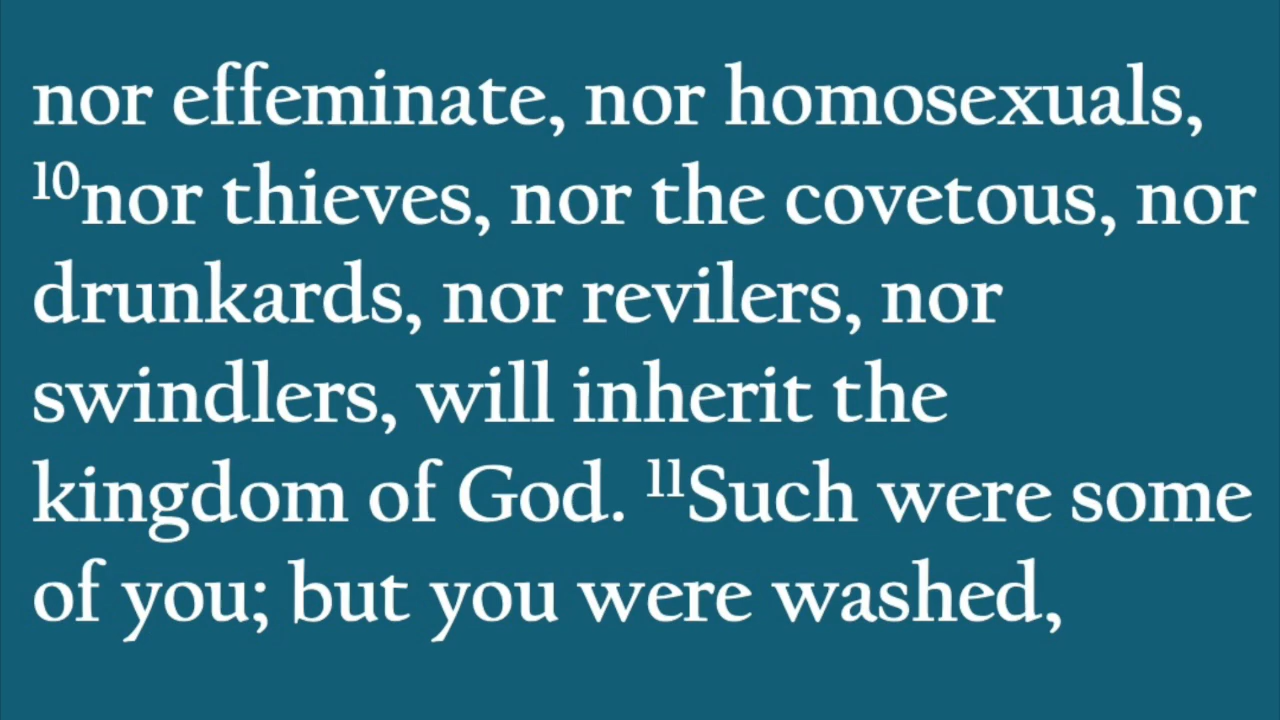 nor effeminate, nor homosexuals,
¹⁰nor thieves, nor the covetous, nor
drunkards, nor revilers, nor
swindlers, will inherit the
kingdom of God. ¹¹Such were some
of you; but you were washed,